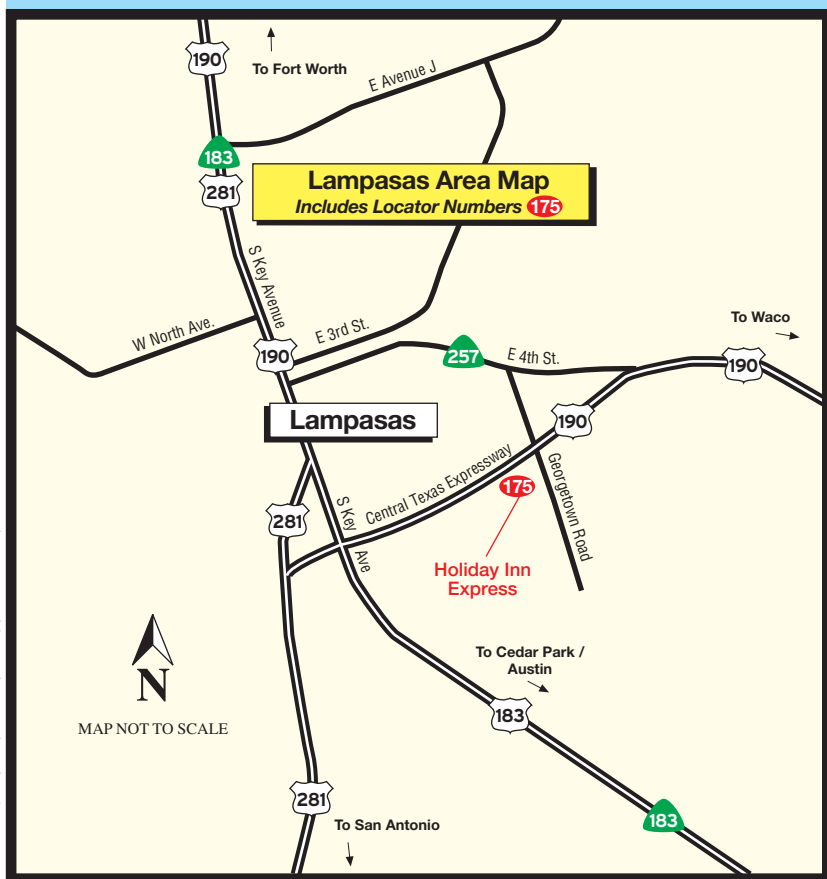 190
To Fort Worth
E Avenue J
183
281
Lampasas Area Map
Includes Locator Numbers 175
S Key Avenue
W North Ave.
E 3rd St.
To Waco
190
257
E 4th St.
190
Lampasas
190
Central Texas Expressway
175
Georgetown Road
281
S Key Ave
Holiday Inn
Express
N
MAP NOT TO SCALE
To Cedar Park /
Austin
183
281
183
To San Antonio